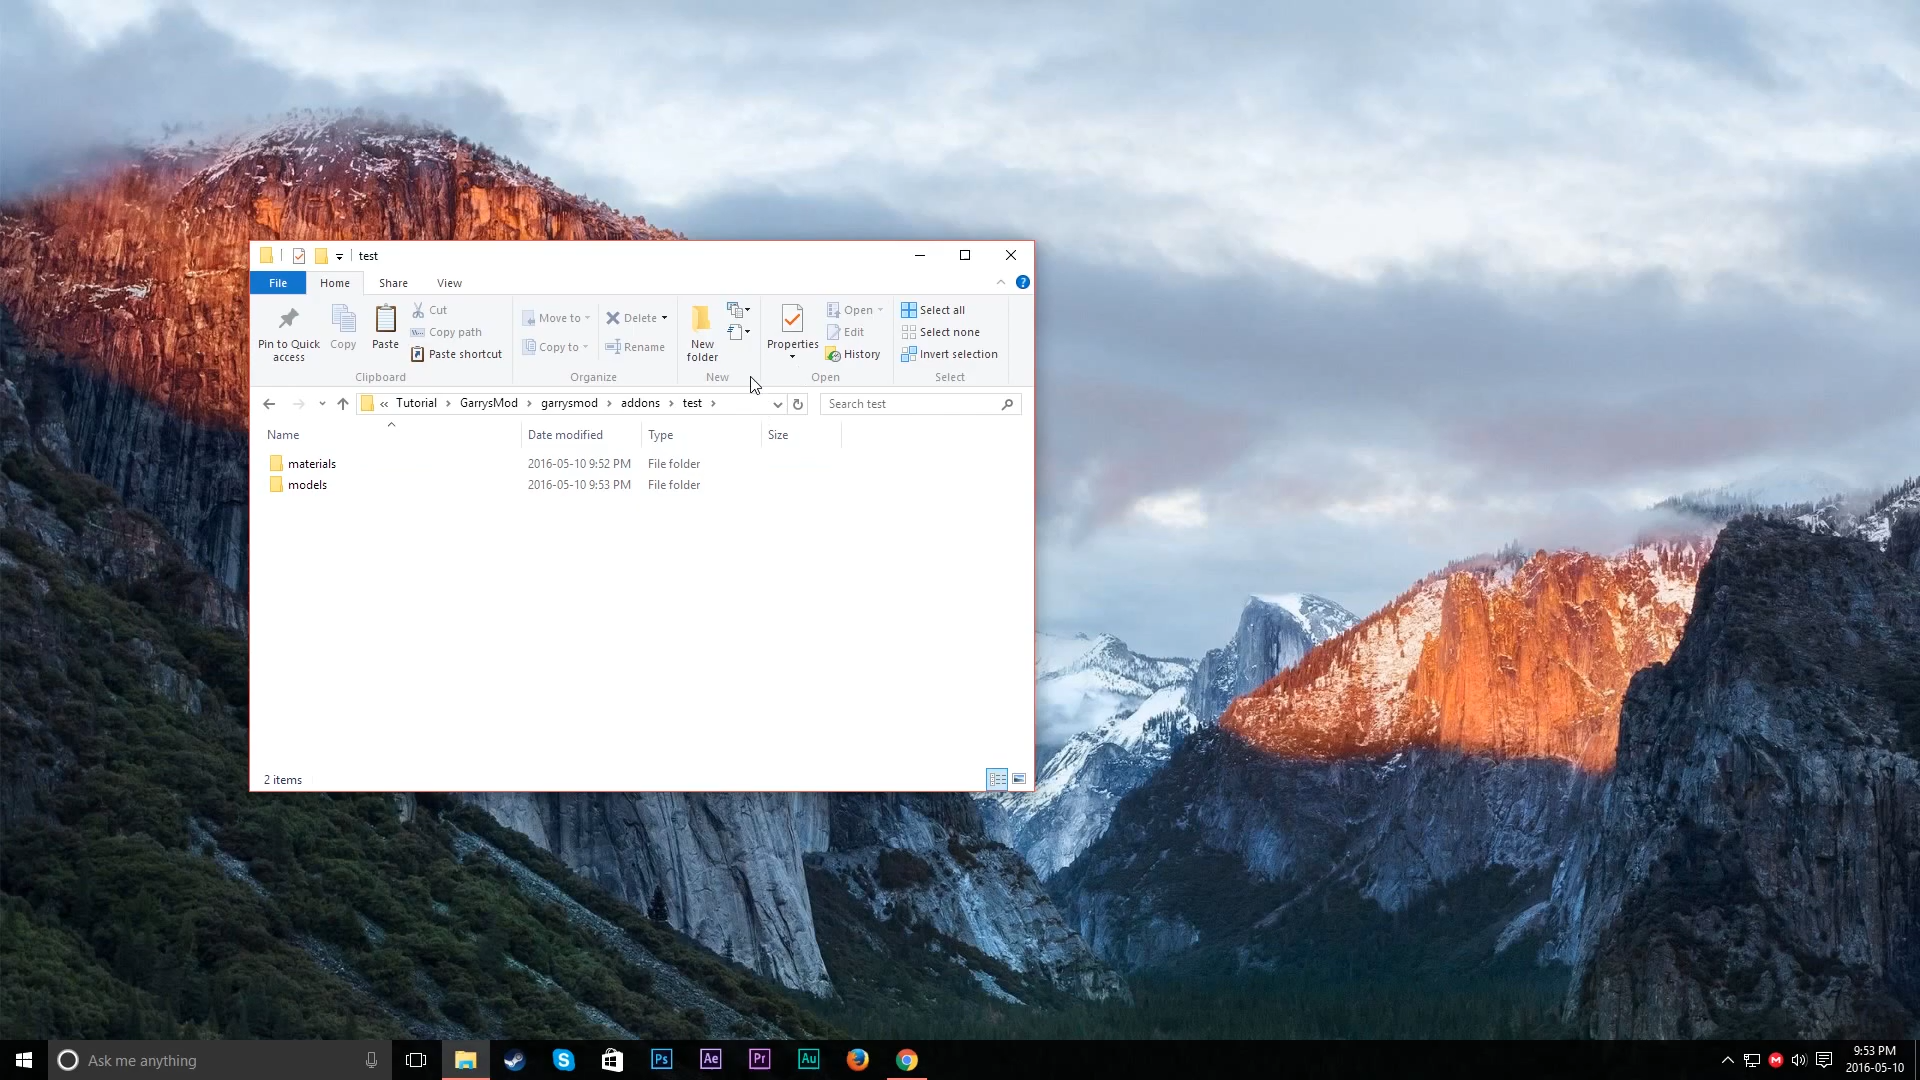 test
File Home Share View
Pin to Quick access
Copy
Paste
Cut
Copy path
Paste shortcut
Clipboard
Move to
Copy to
Delete
Rename
Organize
New folder
New
Properties
Open
Edit
History
Open
Select all
Select none
Invert selection
Select
« Tutorial > GarrysMod > garrysmod > addons > test >
Search test
Name Date modified Type Size
materials 2016-05-10 9:52 PM File folder
models 2016-05-10 9:53 PM File folder
2 items
Ask me anything
Ps
Ae
Pr
Au
9:53 PM
2016-05-10